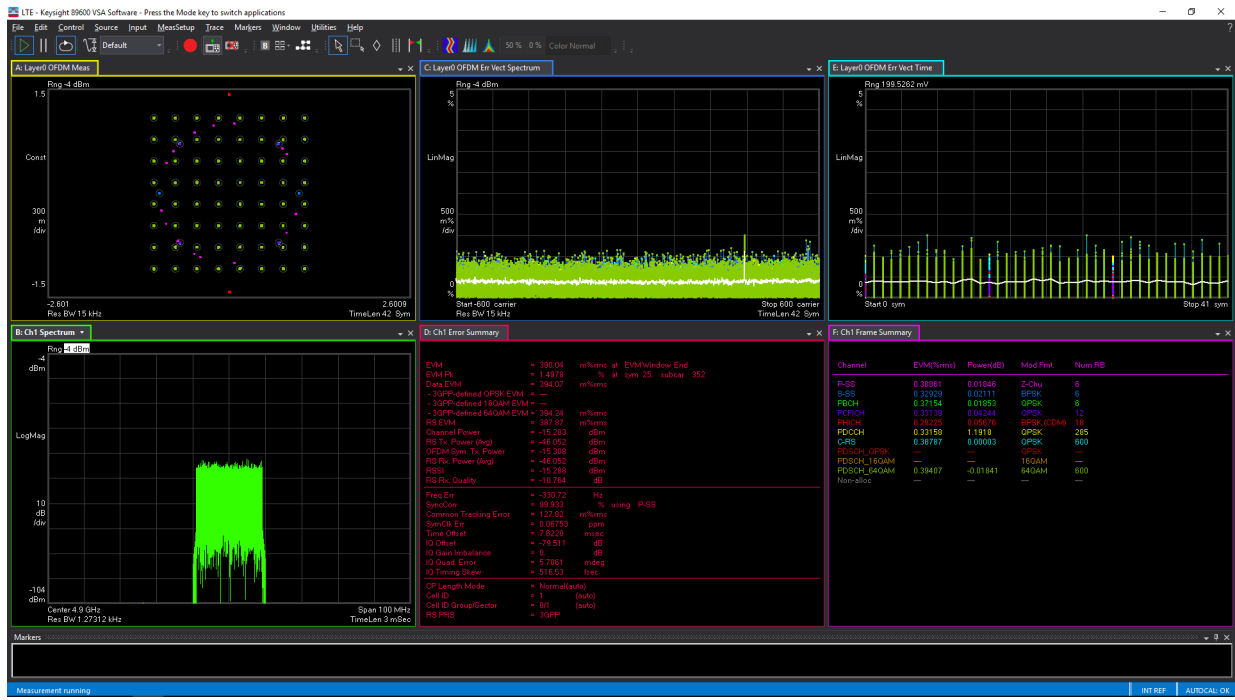 LTE - Keysight 89600 VSA Software - Press the Mode key to switch applications
File Edit Control Source Input MeasSetup Trace Markers Window Utilities Help
?
Default
50 % 0 % Color Normal
A: Layer0 OFDM Meas
Rng -4 dBm
1.5
Const
300
m
/div
-1.5
-2.601 2.6009
Res BW 15 kHz TimeLen 42 Sym
C: Layer0 OFDM Err Vect Spectrum
Rng -4 dBm
5
%
LinMag
500
m%
/div
0
%
Start -600 carrier Stop 600 carrier
Res BW 15 kHz TimeLen 42 Sym
E: Layer0 OFDM Err Vect Time
Rng 199.5262 mV
5
%
LinMag
500
m%
/div
0
%
Start 0 sym Stop 41 sym
B: Ch1 Spectrum
Rng -4 dBm
-4
dBm
LogMag
10
dB
/div
-104
dBm
Center 4.9 GHz Span 100 MHz
Res BW 1.27312 kHz TimeLen 3 mSec
D: Ch1 Error Summary
EVM = 390.04 m%rms at EVMWindow End
EVM Pk = 1.4979 % at sym 25, subcar 352
Data EVM = 394.07 m%rms
- 3GPP-defined QPSK EVM = —
- 3GPP-defined 16QAM EVM = —
- 3GPP-defined 64QAM EVM = 394.24 m%rms
RS EVM = 387.87 m%rms
Channel Power = -15.283 dBm
RS Tx. Power (Avg) = -46.052 dBm
OFDM Sym. Tx. Power = -15.308 dBm
RS Rx. Power (Avg) = -46.052 dBm
RSSI = -15.288 dBm
RS Rx. Quality = -10.764 dB
Freq Err = -330.72 Hz
SyncCorr = 99.933 % using P-SS
Common Tracking Error = 127.82 m%rms
SymClk Err = 0.06753 ppm
Time Offset = 7.8220 msec
IQ Offset = -79.511 dB
IQ Gain Imbalance = 0. dB
IQ Quad. Error = 5.7061 mdeg
IQ Timing Skew = 516.53 fsec
CP Length Mode = Normal(auto)
Cell ID = 1 (auto)
Cell ID Group/Sector = 0/1 (auto)
RS PRS = 3GPP
F: Ch1 Frame Summary
Channel EVM(%rms) Power(dB) Mod.Fmt. Num.RB
P-SS 0.38861 0.01846 Z-Chu 6
S-SS 0.32929 0.02111 BPSK 6
PBCH 0.37154 0.01853 QPSK 6
PCFICH 0.33139 0.04244 QPSK 12
PHICH 0.29225 0.05676 BPSK (CDM) 18
PDCCH 0.33158 1.1918 QPSK 285
C-RS 0.38787 0.00003 QPSK 600
PDSCH_QPSK — — QPSK —
PDSCH_16QAM — — 16QAM —
PDSCH_64QAM 0.39407 -0.01841 64QAM 600
Non-alloc — — — —
Markers
Measurement running INT REF AUTOCAL: OK